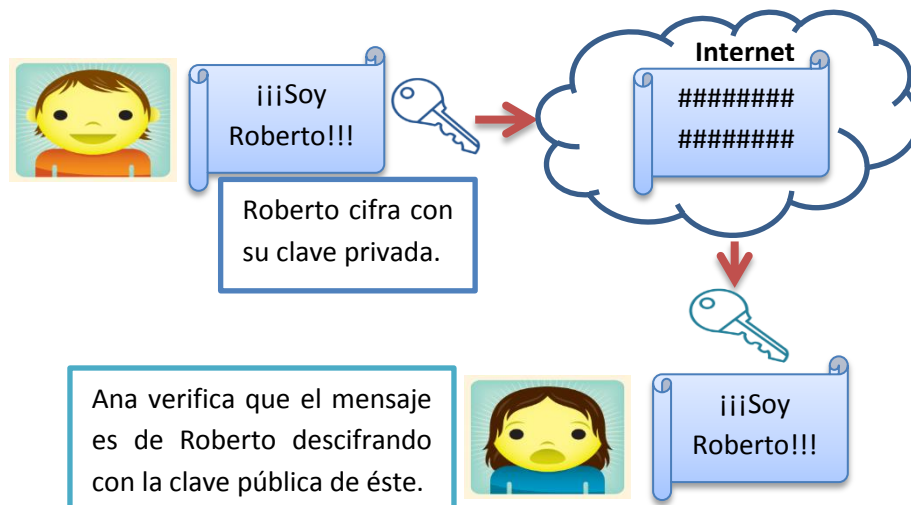 ¡¡¡Soy
Roberto!!!
Internet
########
########
Roberto cifra con
su clave privada.
Ana verifica que el mensaje
es de Roberto descifrando
con la clave pública de éste.
¡¡¡Soy
Roberto!!!